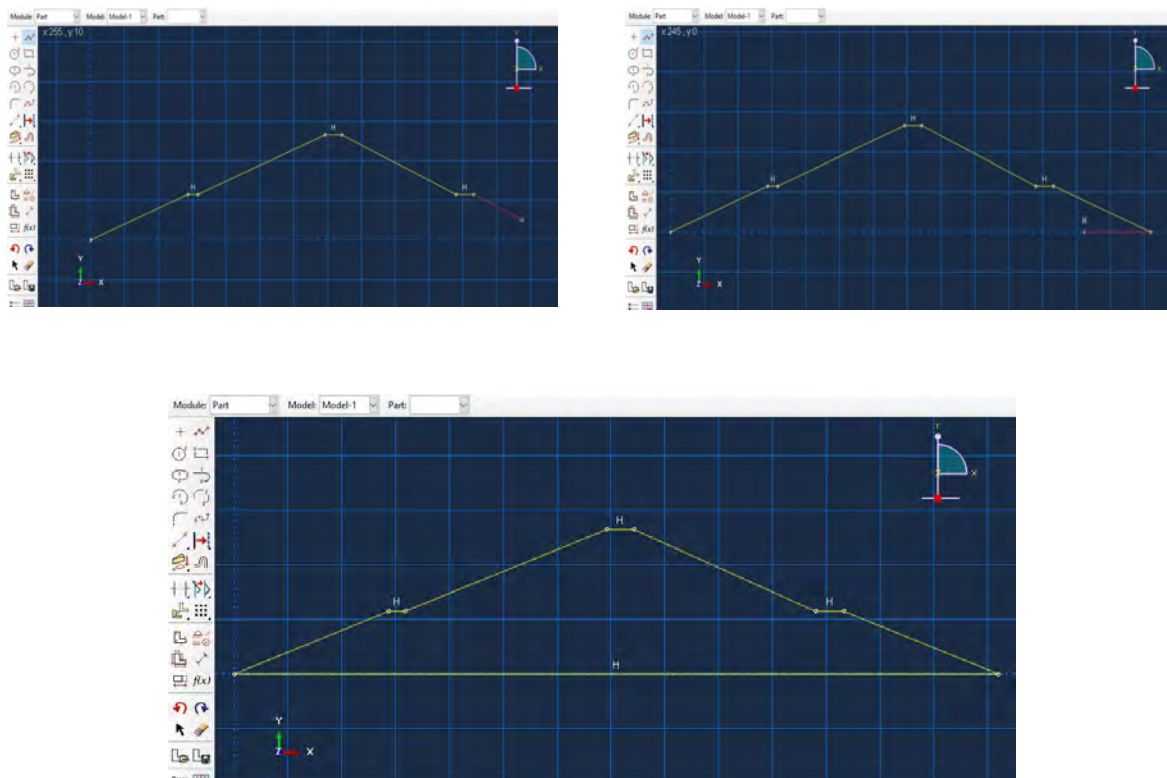 Module: Part Model: Model-1 Part:
x:255., y:10
Y
X
Z
H
H
H
f(x)
Y
Z X
Module: Part Model: Model-1 Part:
x:245., y:0
Y
X
Z
H
H
H
H
f(x)
Y
Z X
Module: Part Model: Model-1 Part:
Y
X
Z
H
H
H
H
f(x)
Y
Z X